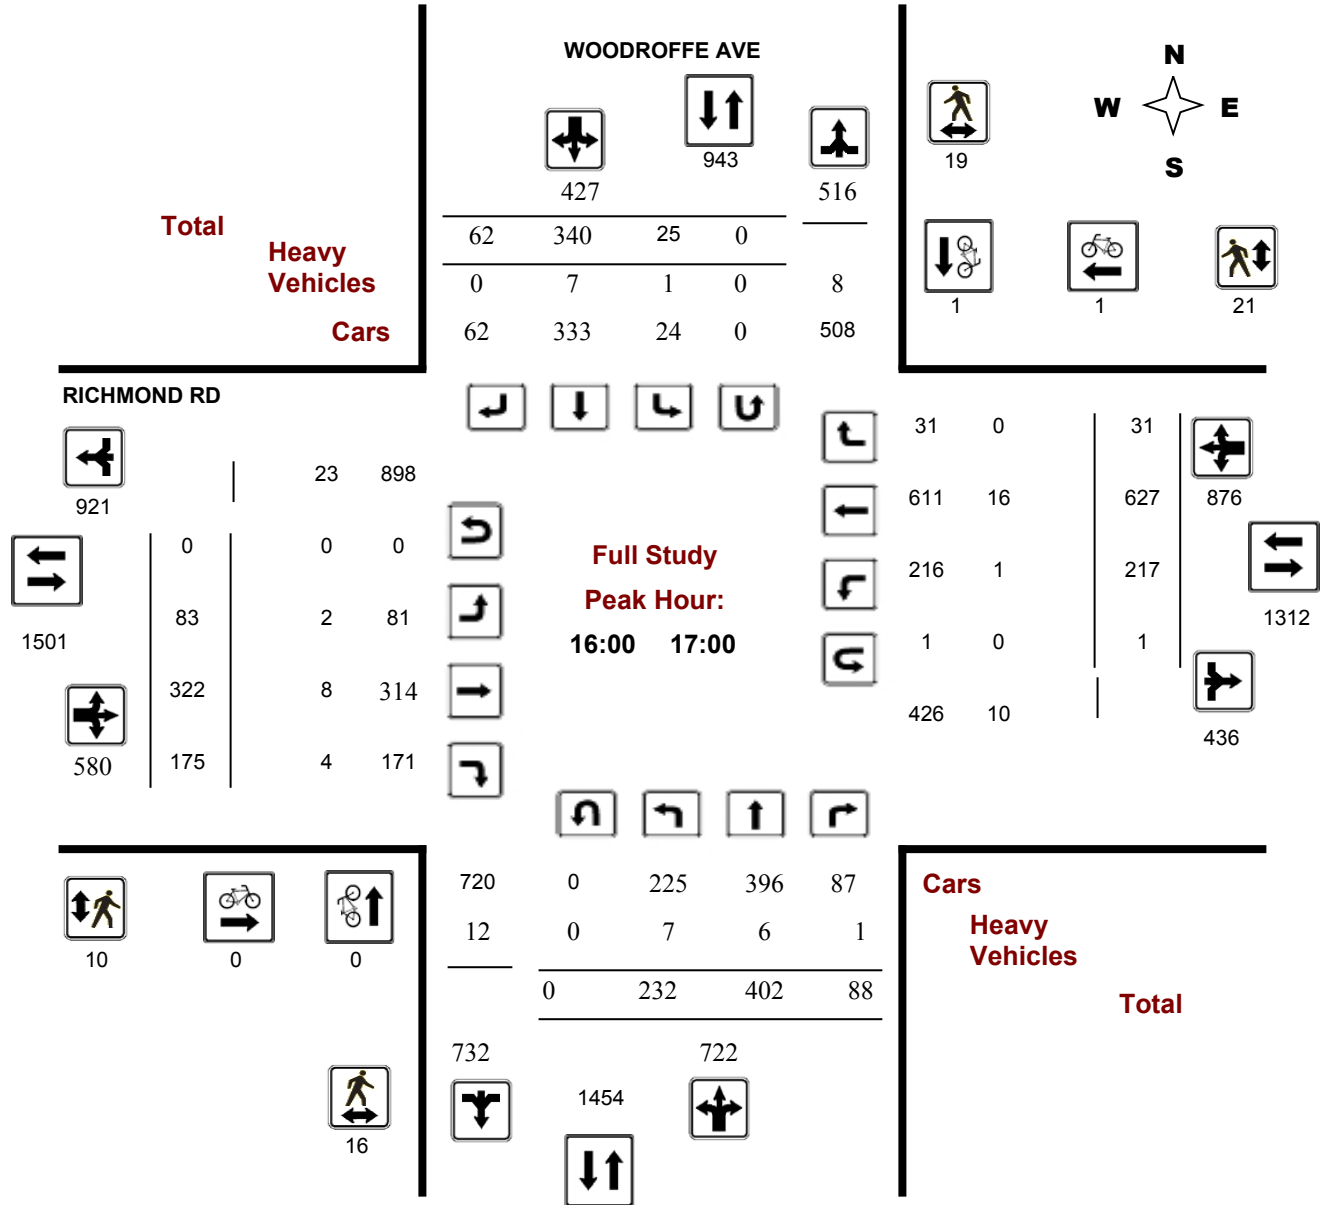 WOODROFFE AVE
N
W E
S
943
19
427 516
Total
62 340 25 0
Heavy
Vehicles
0 7 1 0 8
1 1 21
Cars
62 333 24 0 508
RICHMOND RD
31 0 31
23 898
921
611 16 627 876
0 0 0
Full Study
216 1 217
Peak Hour:
83 2 81
1312
1501
16:00 17:00
1 0 1
322 8 314
426 10
436
580 175 4 171
720 0 225 396 87
Cars
12 0 7 6 1
Heavy
Vehicles
10 0 0
0 232 402 88
Total
732 722
1454
16